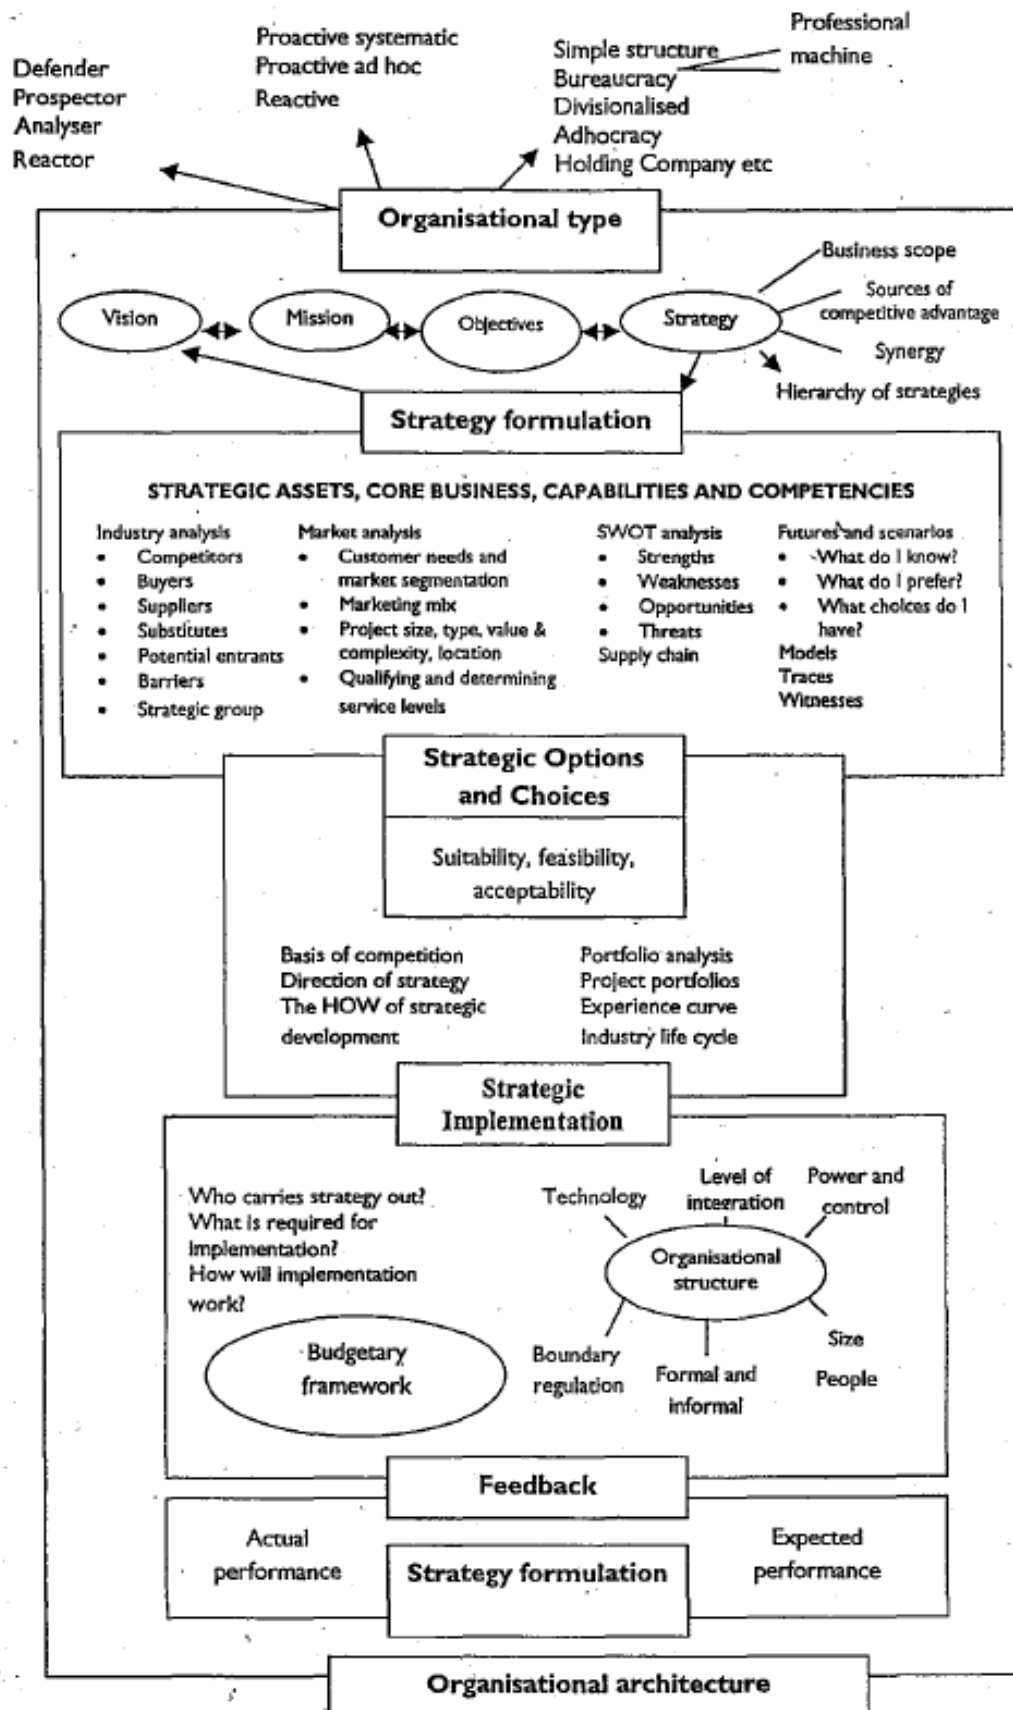 Defender
Prospector
Analyser
Reactor
Proactive systematic
Proactive ad hoc
Reactive
Simple structure
Bureaucracy
Divisionalised
Adhocracy
Holding Company etc
Professional
machine
Organisational type
Vision
Mission
Objectives
Strategy
Business scope
Sources of
competitive advantage
Synergy
Hierarchy of strategies
Strategy formulation
STRATEGIC ASSETS, CORE BUSINESS, CAPABILITIES AND COMPETENCIES
Industry analysis
• Competitors
• Buyers
• Suppliers
• Substitutes
• Potential entrants
• Barriers
• Strategic group
Market analysis
• Customer needs and
market segmentation
• Marketing mix
• Project size, type, value &
complexity, location
• Qualifying and determining
service levels
SWOT analysis
• Strengths
• Weaknesses
• Opportunities
• Threats
Supply chain
Futures and scenarios
• What do I know?
• What do I prefer?
• What choices do I
have?
Models
Traces
Witnesses
Strategic Options
and Choices
Suitability, feasibility,
acceptability
Basis of competition
Direction of strategy
The HOW of strategic
development
Portfolio analysis
Project portfolios
Experience curve
Industry life cycle
Strategic
Implementation
Who carries strategy out?
What is required for
Implementation?
How will implementation
work?
Budgetary
framework
Technology
Level of
integration
Power and
control
Organisational
structure
Boundary
regulation
Formal and
informal
Size
People
Feedback
Actual
performance
Strategy formulation
Expected
performance
Organisational architecture